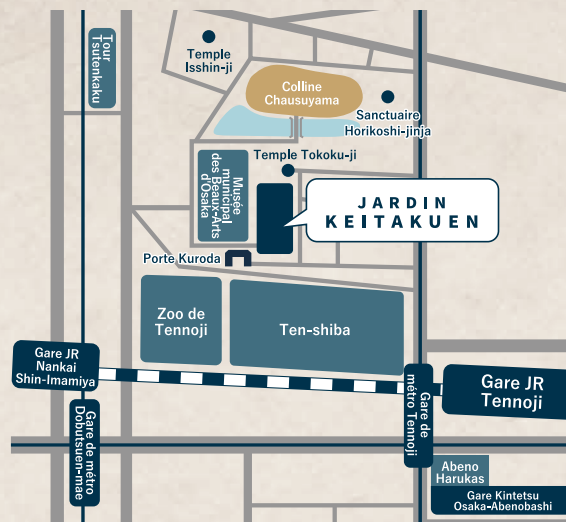 Tour
Tsutenkaku
Temple
Isshin-ji
Colline
Chausuyama
Sanctuaire
Horikoshi-jinja
Temple Tokoku-ji
Musée
municipal
des Beaux-Arts
d'Osaka
JARDIN
KEITAKUEN
Porte Kuroda
Zoo de
Tennoji
Ten-shiba
Gare JR
Nankai
Shin-Imamiya
Gare JR
Tennoji
Gare de
métro Tennoji
Gare de métro
Dobutsuen-mae
Abeno
Harukas
Gare Kintetsu
Osaka-Abenobashi